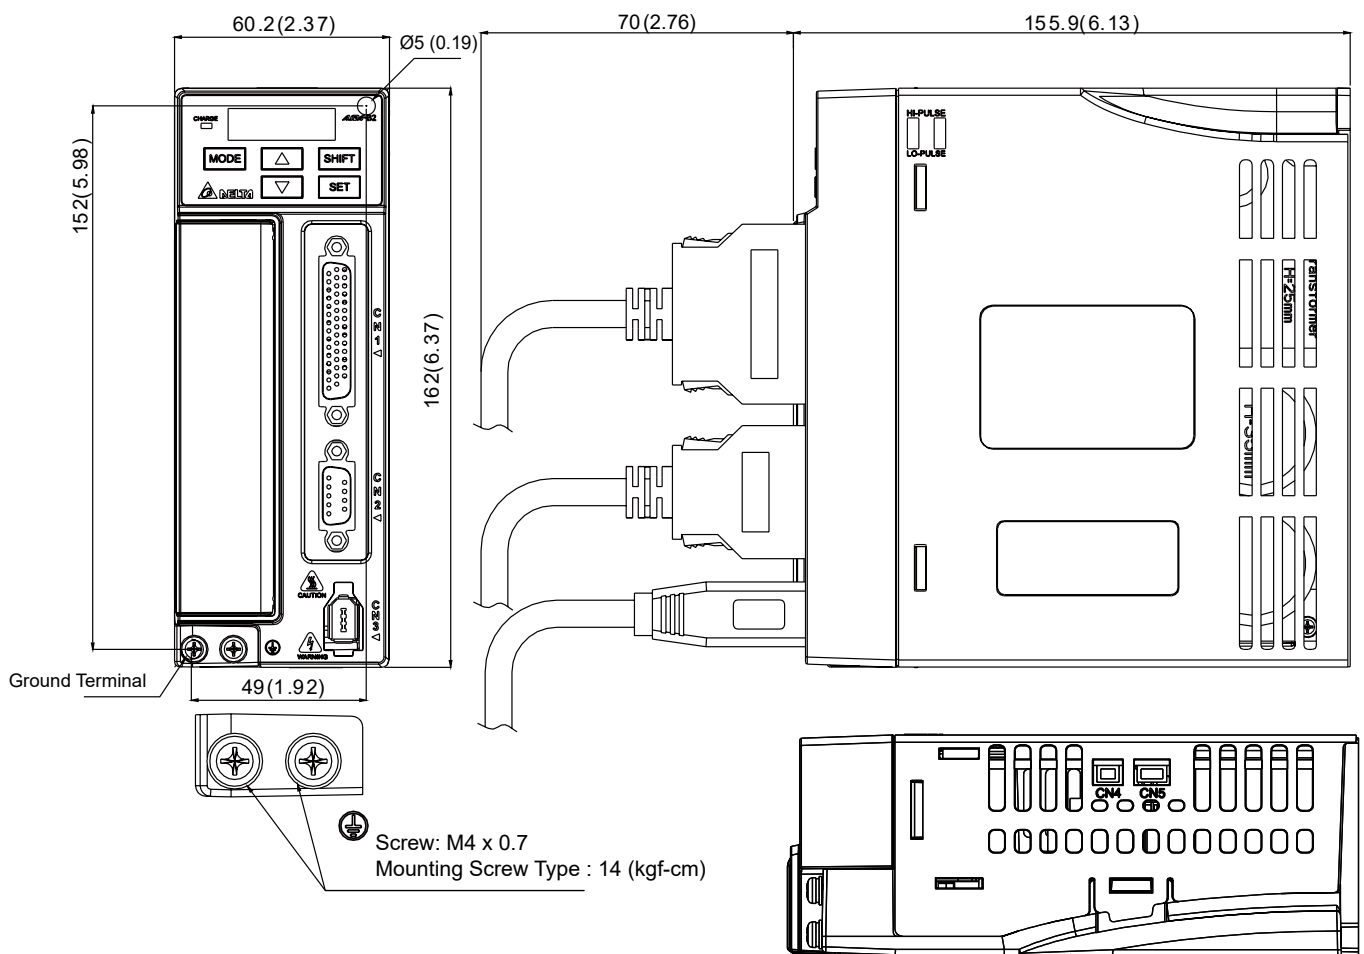 60.2(2.37)
70(2.76)
155.9(6.13)
Ø5 (0.19)
152(5.98)
162(6.37)
CHARGE
MODE
SHIFT
SET
DELTA
CN1
CN2
CN3
CAUTION
WARNING
Ground Terminal
49(1.92)
HI-PULSE
LO-PULSE
ransformer
H=25mm
CN4 CN5
Screw: M4 x 0.7
Mounting Screw Type : 14 (kgf-cm)